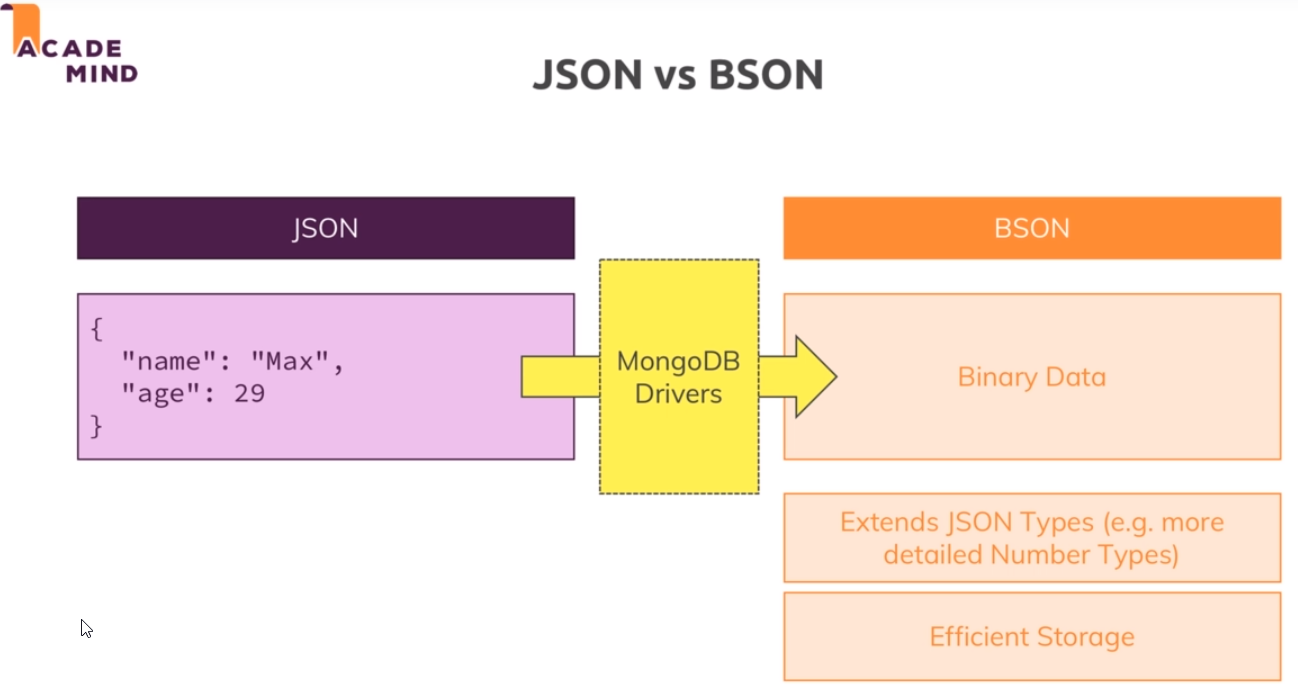 ACADE
MIND
JSON vs BSON
JSON
BSON
{
"name": "Max",
"age": 29
}
MongoDB
Drivers
Binary Data
Extends JSON Types (e.g. more
detailed Number Types)
Efficient Storage